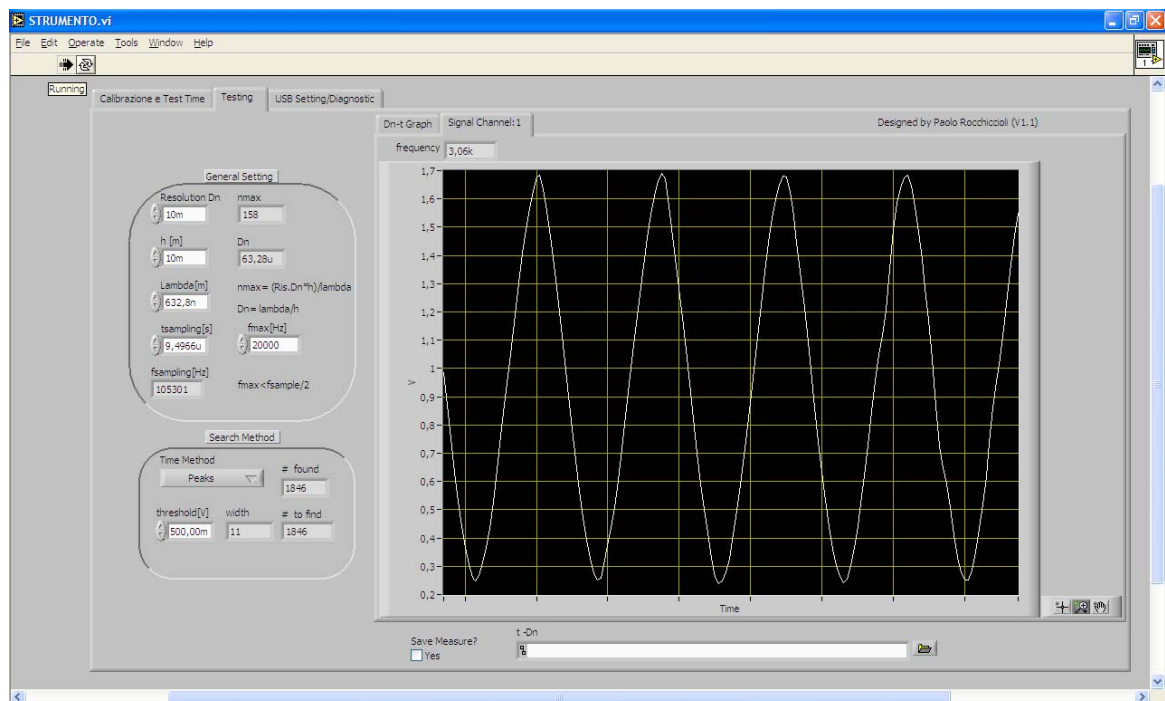 STRUMENTO.vi
File Edit Operate Tools Window Help
1
Running
Calibrazione e Test Time Testing USB Setting/Diagnostic
Dn-t Graph Signal Channel:1 Designed by Paolo Rocchiccioli (V1.1)
frequency 3,06k
General Setting
Resolution Dn nmax
10m 158
h [m] Dn
10m 63,28u
Lambda[m] nmax= (Ris.Dn*h)/lambda
632,8n Dn= lambda/h
tsampling[s] fmax[Hz]
9,4966u 20000
fsampling[Hz]
105301 fmax<fsample/2
Search Method
Time Method # found
Peaks 1846
threshold[V] width # to find
500,00m 11 1846
1,7
1,6
1,5
1,4
1,3
1,2
1,1
1
0,9
0,8
0,7
0,6
0,5
0,4
0,3
0,2
V
Time
Save Measure?
Yes
t -Dn